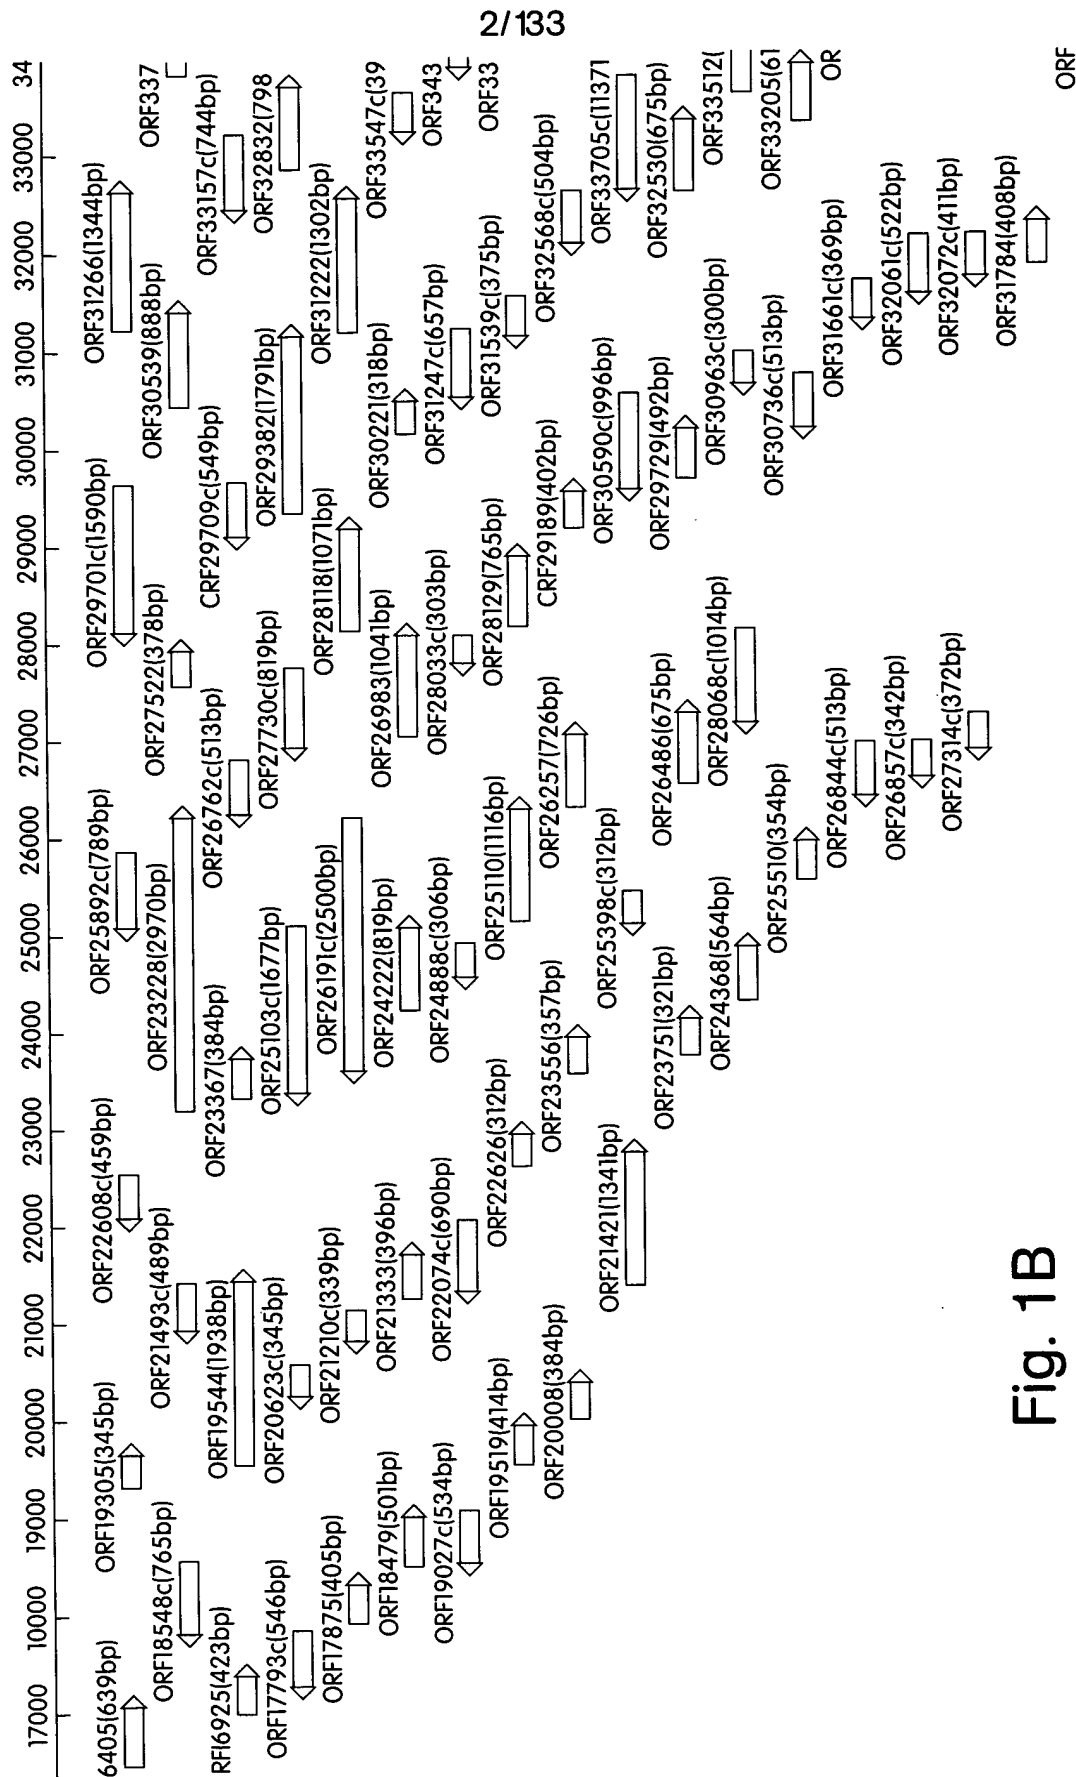 2/133
17000
10000
19000
20000
21000
22000
23000
24000
25000
26000
27000
28000
29000
30000
31000
32000
33000
34
6405(639bp)
ORF19305(345bp)
ORF22608c(459bp)
ORF25892c(789bp)
ORF29701c(1590bp)
ORF31266(1344bp)
ORF337
ORF18548c(765bp)
ORF21493c(489bp)
ORF23228(2970bp)
ORF27522(378bp)
ORF30539(888bp)
ORF33157c(744bp)
RF16925(423bp)
ORF19544(1938bp)
ORF23367(384bp)
ORF26762c(513bp)
CRF29709c(549bp)
ORF32832(798
ORF17793c(546bp)
ORF20623c(345bp)
ORF25103c(1677bp)
ORF27730c(819bp)
ORF29382(1791bp)
ORF17875(405bp)
ORF21210c(339bp)
ORF26191c(2500bp)
ORF28118(1071bp)
ORF31222(1302bp)
ORF33547c(39
ORF18479(501bp)
ORF21333(396bp)
ORF24222(819bp)
ORF26983(1041bp)
ORF30221(318bp)
ORF343
ORF19027c(534bp)
ORF22074c(690bp)
ORF24888c(306bp)
ORF28033c(303bp)
ORF31247c(657bp)
ORF33
ORF19519(414bp)
ORF22626(312bp)
ORF25110(1116bp)
ORF28129(765bp)
ORF31539c(375bp)
ORF20008(384bp)
ORF23556(357bp)
ORF26257(726bp)
CRF29189(402bp)
ORF32568c(504bp)
ORF21421(1341bp)
ORF25398c(312bp)
ORF30590c(996bp)
ORF33705c(11371
ORF23751(321bp)
ORF26486(675bp)
ORF29729(492bp)
ORF32530(675bp)
ORF24368(564bp)
ORF28068c(1014bp)
ORF30963c(300bp)
ORF33512(
ORF25510(354bp)
ORF30736c(513bp)
ORF33205(61
ORF26844c(513bp)
ORF31661c(369bp)
OR
ORF26857c(342bp)
ORF32061c(522bp)
ORF27314c(372bp)
ORF32072c(411bp)
ORF31784(408bp)
ORF
Fig. 1B